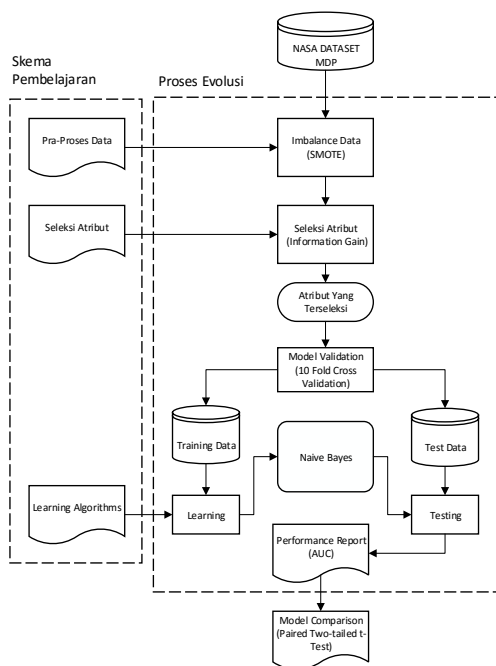 NASA DATASET
MDP
Skema
Pembelajaran
Proses Evolusi
Pra-Proses Data
Imbalance Data
(SMOTE)
Seleksi Atribut
Seleksi Atribut
(Information Gain)
Atribut Yang
Terseleksi
Model Validation
(10 Fold Cross
Validation)
Training Data
Naive Bayes
Test Data
Learning Algorithms
Learning
Testing
Performance Report
(AUC)
Model Comparison
(Paired Two-tailed t-
Test)